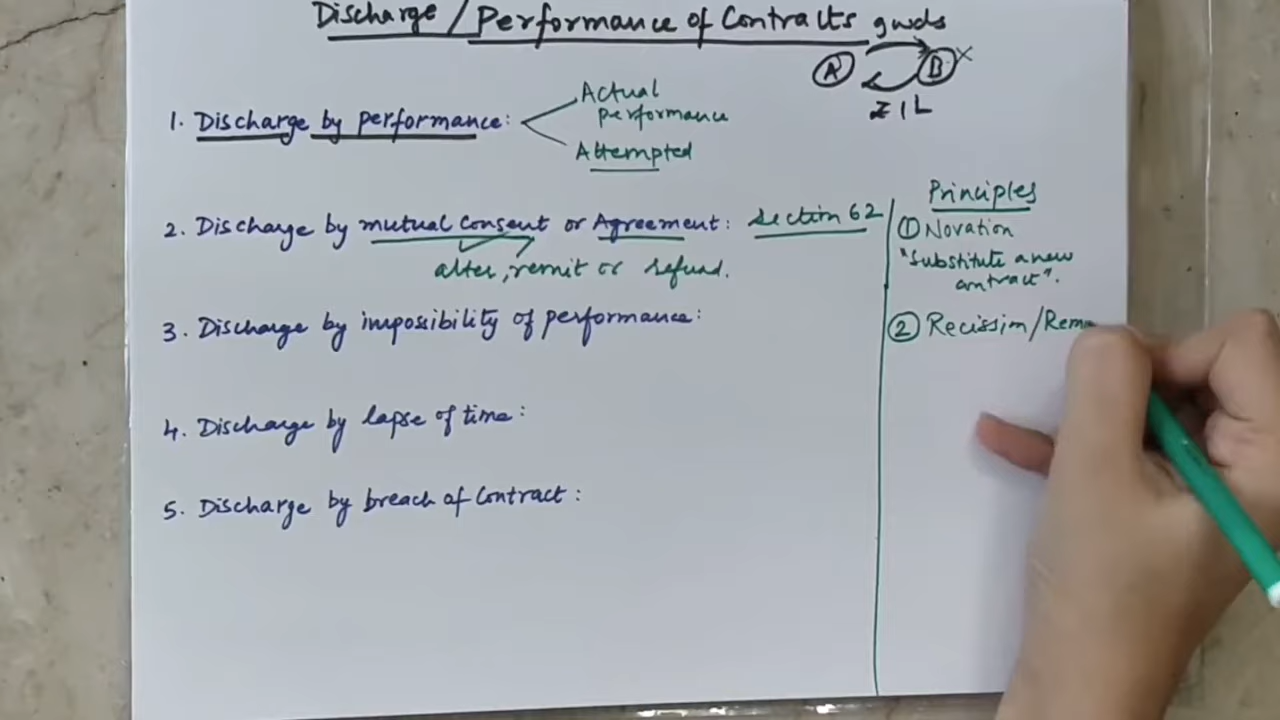 Discharge / Performance of Contracts goods
A B x
₹ 1L
1. Discharge by performance: Actual performance
Attempted
2. Discharge by mutual Consent or Agreement: Section 62
alter, remit or refund.
3. Discharge by impossibility of performance:
4. Discharge by lapse of time:
5. Discharge by breach of Contract:
Principles
① Novation
"Substitute a new
contract".
② Recission/Rem